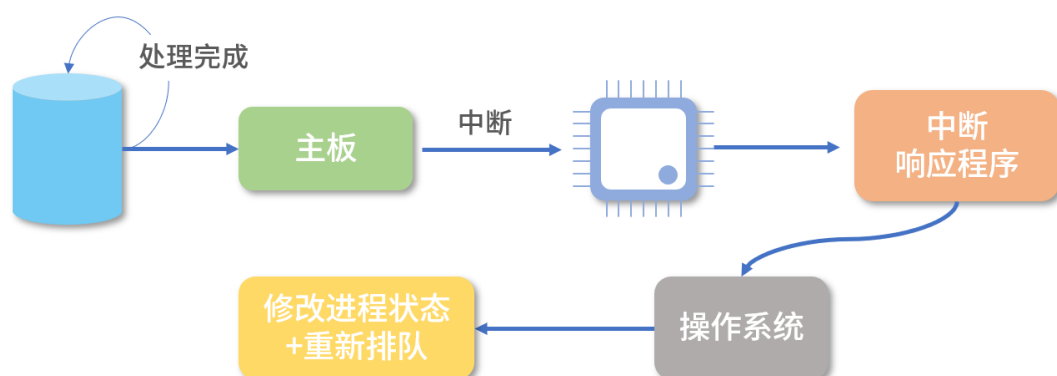 处理完成
主板
中断
中断
响应程序
操作系统
修改进程状态
+重新排队